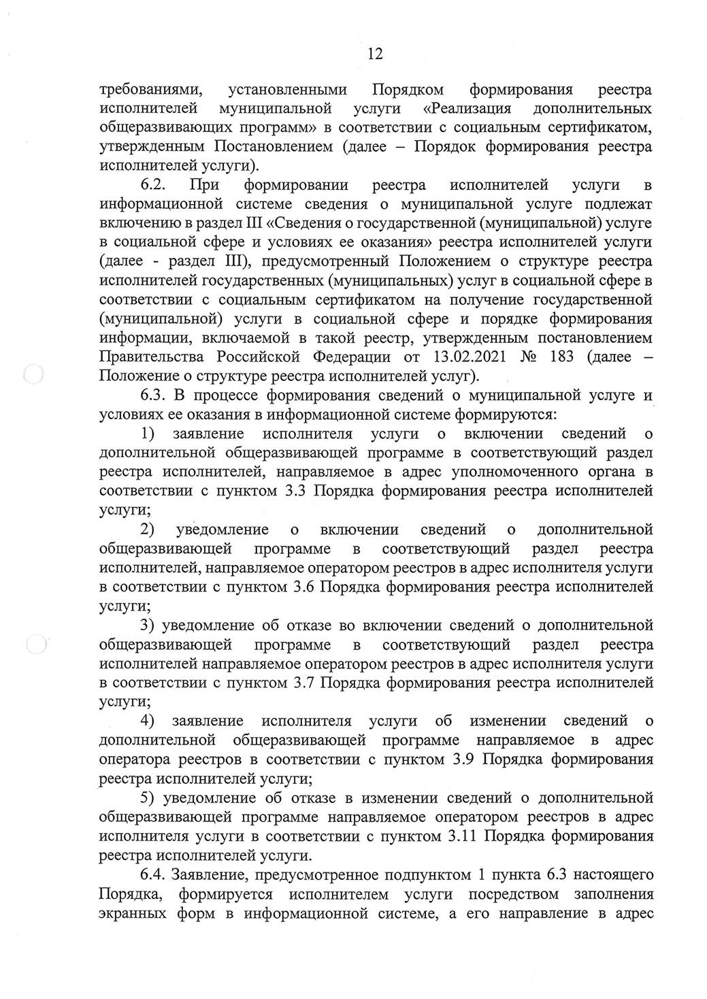 12
требованиями, установленными Порядком формирования реестра
исполнителей муниципальной услуги «Реализация дополнительных
общеразвивающих программ» в соответствии с социальным сертификатом,
утвержденным Постановлением (далее – Порядок формирования реестра
исполнителей услуги).
6.2. При формировании реестра исполнителей услуги в
информационной системе сведения о муниципальной услуге подлежат
включению в раздел III «Сведения о государственной (муниципальной) услуге
в социальной сфере и условиях ее оказания» реестра исполнителей услуги
(далее - раздел III), предусмотренный Положением о структуре реестра
исполнителей государственных (муниципальных) услуг в социальной сфере в
соответствии с социальным сертификатом на получение государственной
(муниципальной) услуги в социальной сфере и порядке формирования
информации, включаемой в такой реестр, утвержденным постановлением
Правительства Российской Федерации от 13.02.2021 № 183 (далее –
Положение о структуре реестра исполнителей услуг).
6.3. В процессе формирования сведений о муниципальной услуге и
условиях ее оказания в информационной системе формируются:
1) заявление исполнителя услуги о включении сведений о
дополнительной общеразвивающей программе в соответствующий раздел
реестра исполнителей, направляемое в адрес уполномоченного органа в
соответствии с пунктом 3.3 Порядка формирования реестра исполнителей
услуги;
2) уведомление о включении сведений о дополнительной
общеразвивающей программе в соответствующий раздел реестра
исполнителей, направляемое оператором реестров в адрес исполнителя услуги
в соответствии с пунктом 3.6 Порядка формирования реестра исполнителей
услуги;
3) уведомление об отказе во включении сведений о дополнительной
общеразвивающей программе в соответствующий раздел реестра
исполнителей направляемое оператором реестров в адрес исполнителя услуги
в соответствии с пунктом 3.7 Порядка формирования реестра исполнителей
услуги;
4) заявление исполнителя услуги об изменении сведений о
дополнительной общеразвивающей программе направляемое в адрес
оператора реестров в соответствии с пунктом 3.9 Порядка формирования
реестра исполнителей услуги;
5) уведомление об отказе в изменении сведений о дополнительной
общеразвивающей программе направляемое оператором реестров в адрес
исполнителя услуги в соответствии с пунктом 3.11 Порядка формирования
реестра исполнителей услуги.
6.4. Заявление, предусмотренное подпунктом 1 пункта 6.3 настоящего
Порядка, формируется исполнителем услуги посредством заполнения
экранных форм в информационной системе, а его направление в адрес